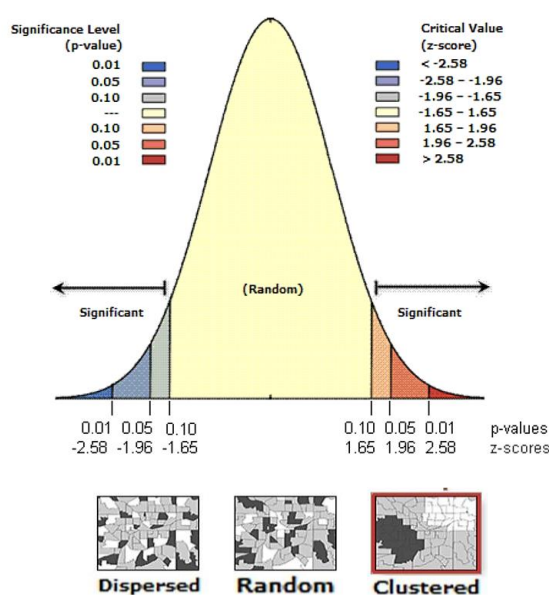 Significance Level
(p-value)
0.01
0.05
0.10
---
0.10
0.05
0.01
Critical Value
(z-score)
< -2.58
-2.58 – -1.96
-1.96 – -1.65
-1.65 – 1.65
1.65 – 1.96
1.96 – 2.58
> 2.58
(Random)
Significant
Significant
0.01 0.05 0.10 0.10 0.05 0.01 p-values
-2.58 -1.96 -1.65 1.65 1.96 2.58 z-scores
Dispersed Random Clustered